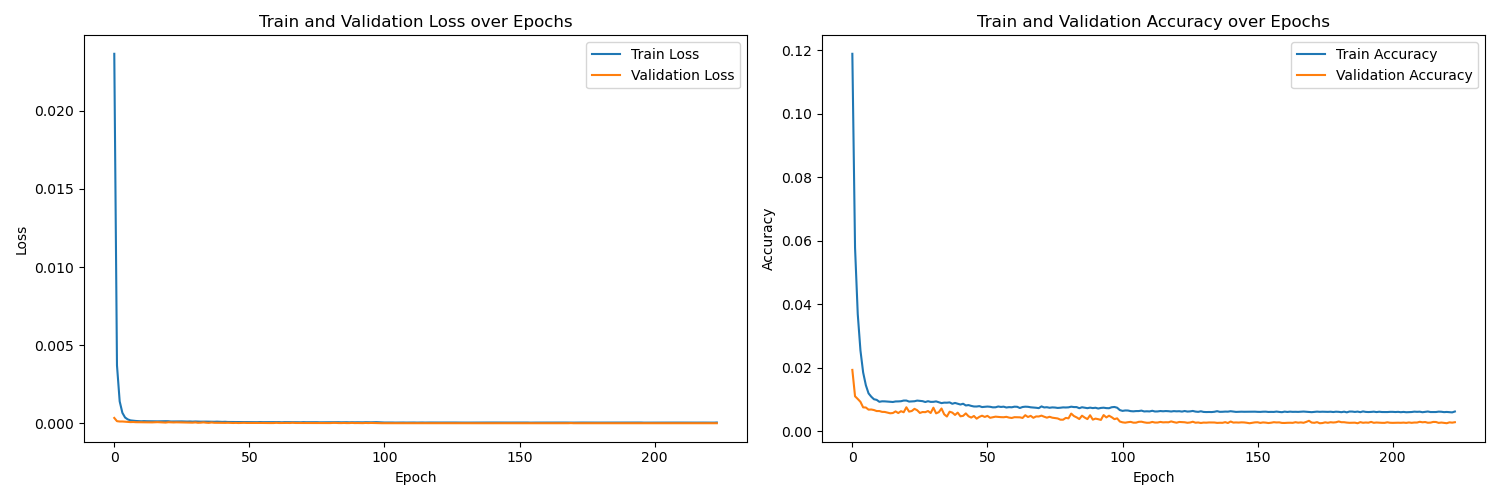 Train and Validation Loss over Epochs
Train Loss
Validation Loss
0.020
0.015
0.010
0.005
0.000
Loss
0
50
100
150
200
Epoch
Train and Validation Accuracy over Epochs
Train Accuracy
Validation Accuracy
0.12
0.10
0.08
0.06
0.04
0.02
0.00
Accuracy
0
50
100
150
200
Epoch